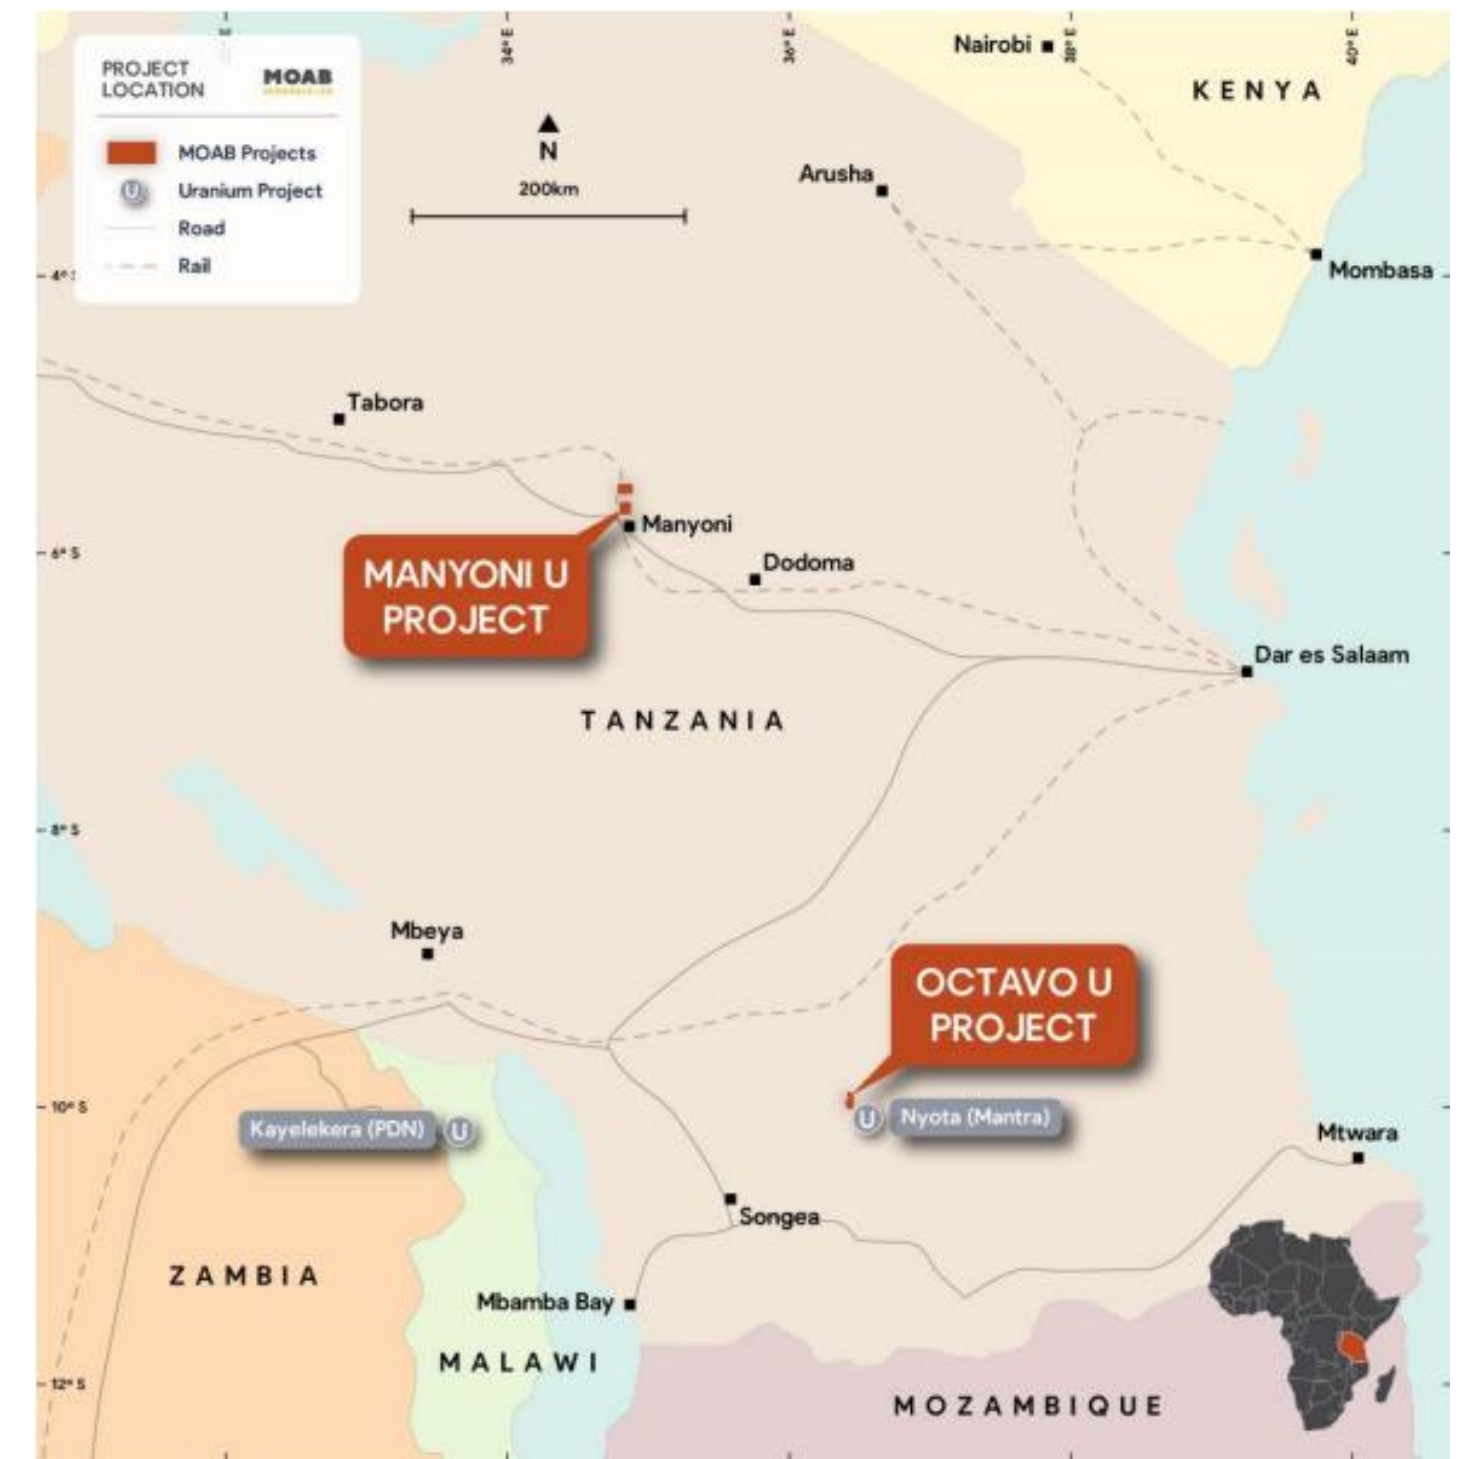 34° E
36° E
38° E
40° E
PROJECT
LOCATION
MOAB
MOAB Projects
U
Uranium Project
Road
Rail
N
200km
Nairobi
KENYA
Arusha
4° S
Mombasa
Tabora
Manyoni
6° S
MANYONI U
PROJECT
Dodoma
Dar es Salaam
TANZANIA
8° S
Mbeya
OCTAVO U
PROJECT
10° S
Kayelekera (PDN)
U
U
Nyota (Mantra)
Mtwara
Songea
ZAMBIA
Mbamba Bay
MALAWI
12° S
MOZAMBIQUE